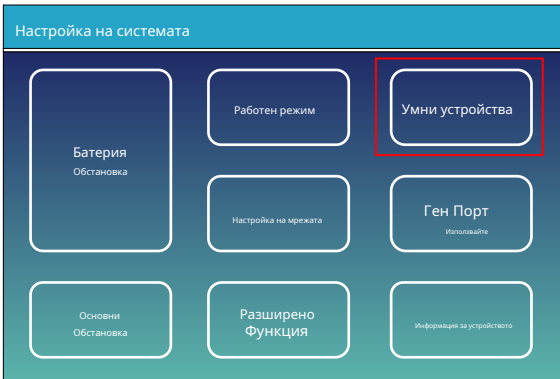 Настройка на системата
Батерия
Обстановка
Работен режим
Умни устройства
Настройка на мрежата
Ген Порт
Използвайте
Основни
Обстановка
Разширено
Функция
Информация за устройството